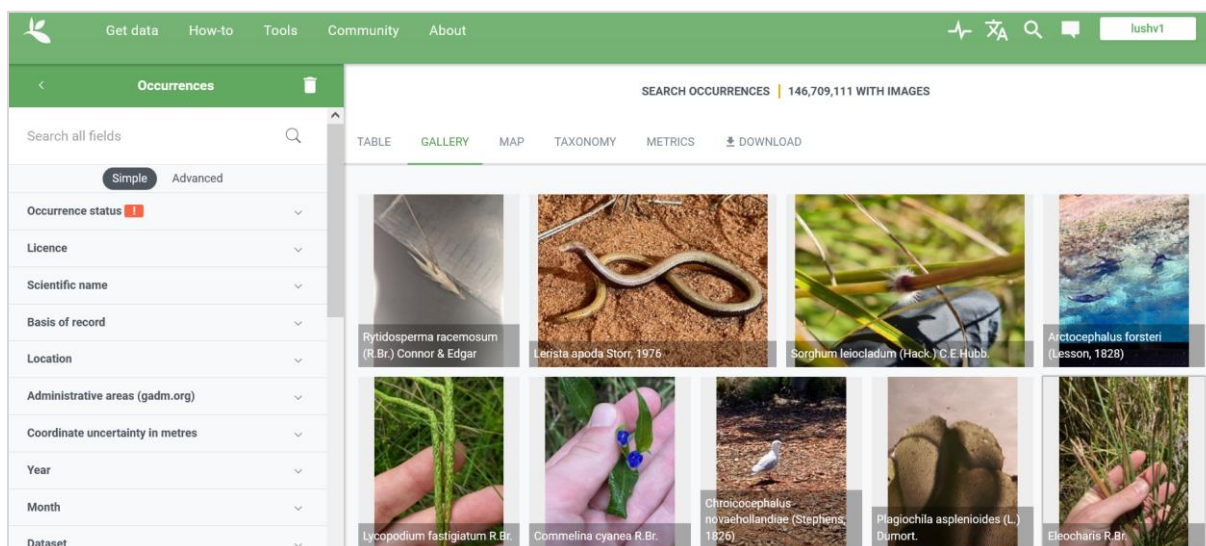 Get data How-to Tools Community About lushv1
Occurrences
Search all fields
Simple Advanced
Occurrence status !
Licence
Scientific name
Basis of record
Location
Administrative areas (gadm.org)
Coordinate uncertainty in metres
Year
Month
Dataset
SEARCH OCCURRENCES | 146,709,111 WITH IMAGES
TABLE GALLERY MAP TAXONOMY METRICS DOWNLOAD
Rytidosperma racemosum
(R.Br.) Connor & Edgar
Lerista apoda Storr, 1976
Sorghum leiocladum (Hack.) C.E.Hubb.
Arctocephalus forsteri
(Lesson, 1828)
Lycopodium fastigiatum R.Br.
Commelina cyanea R.Br.
Chroicocephalus
novaehollandiae (Stephens,
1826)
Plagiochila asplenioides (L.)
Dumort.
Eleocharis R.Br.